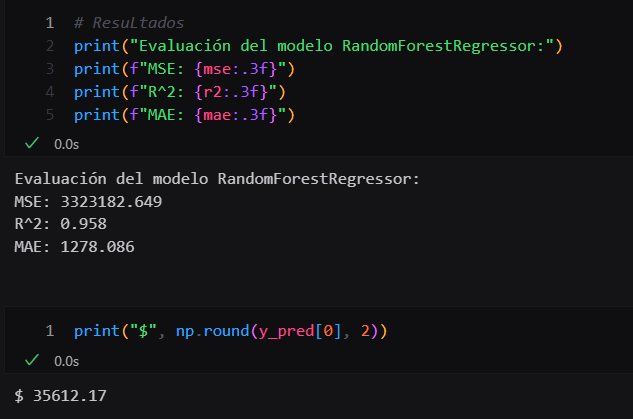 1 # ResuLtados
2 print("Evaluación del modelo RandomForestRegressor:")
3 print(f"MSE: {mse:.3f}")
4 print(f"R^2: {r2:.3f}")
5 print(f"MAE: {mae:.3f}")
0.0s
Evaluación del modelo RandomForestRegressor:
MSE: 3323182.649
R^2: 0.958
MAE: 1278.086
1 print("$", np.round(y_pred[0], 2))
0.0s
$ 35612.17